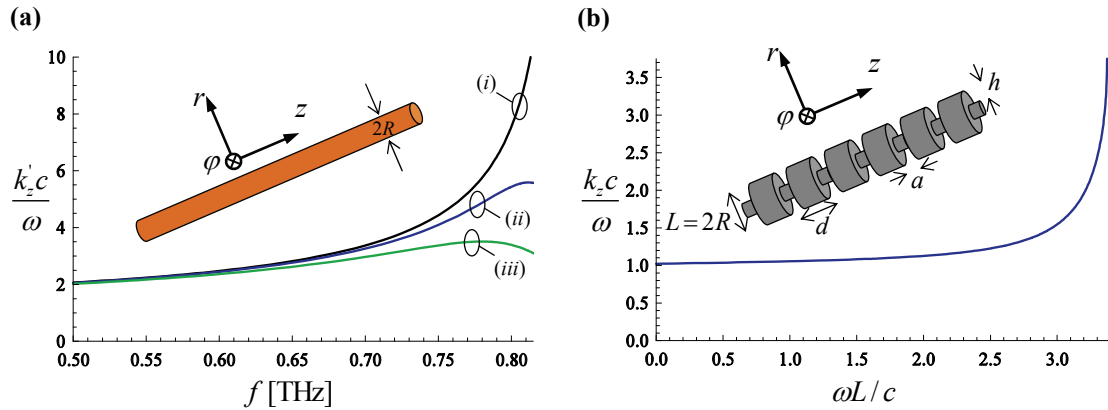 (a)
10
8
6
4
2
0
k'_z c
ω
0.50
0.55
0.60
0.65
0.70
0.75
0.80
f [THz]
r
z
φ
2R
(i)
(ii)
(iii)
(b)
3.5
3.0
2.5
2.0
1.5
1.0
0.5
0.0
k_z c
ω
0.0
0.5
1.0
1.5
2.0
2.5
3.0
ωL/c
r
z
φ
h
a
d
L=2R